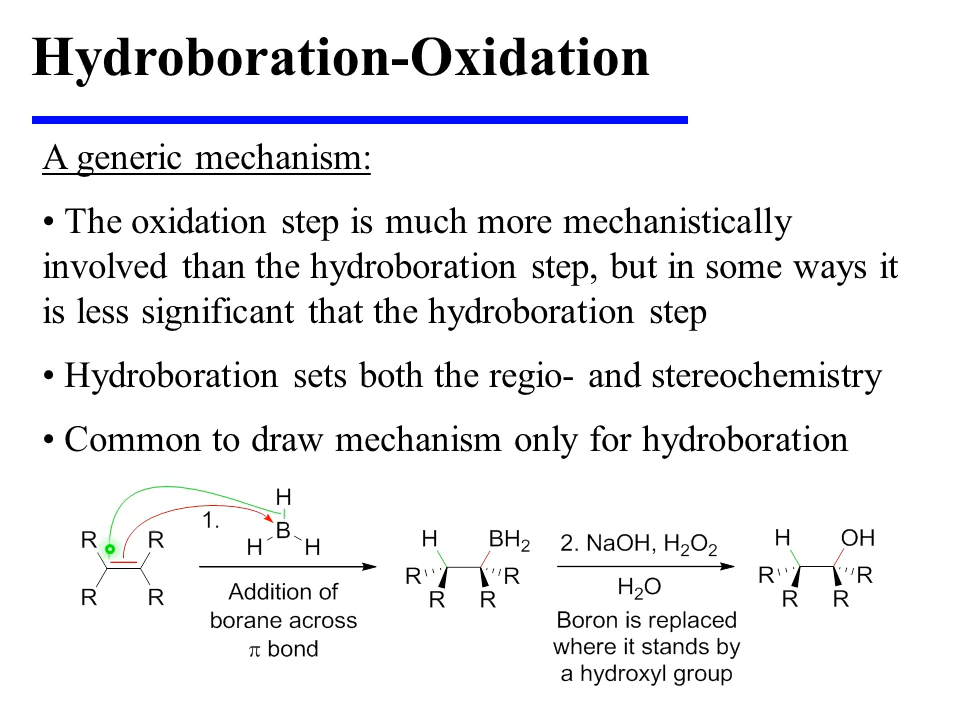 Hydroboration-Oxidation
A generic mechanism:
• The oxidation step is much more mechanistically
involved than the hydroboration step, but in some ways it
is less significant that the hydroboration step
• Hydroboration sets both the regio- and stereochemistry
• Common to draw mechanism only for hydroboration
R R
R R
1.
H
B
H H
Addition of
borane across
π bond
H BH₂
R R
R R
2. NaOH, H₂O₂
H₂O
Boron is replaced
where it stands by
a hydroxyl group
H OH
R R
R R